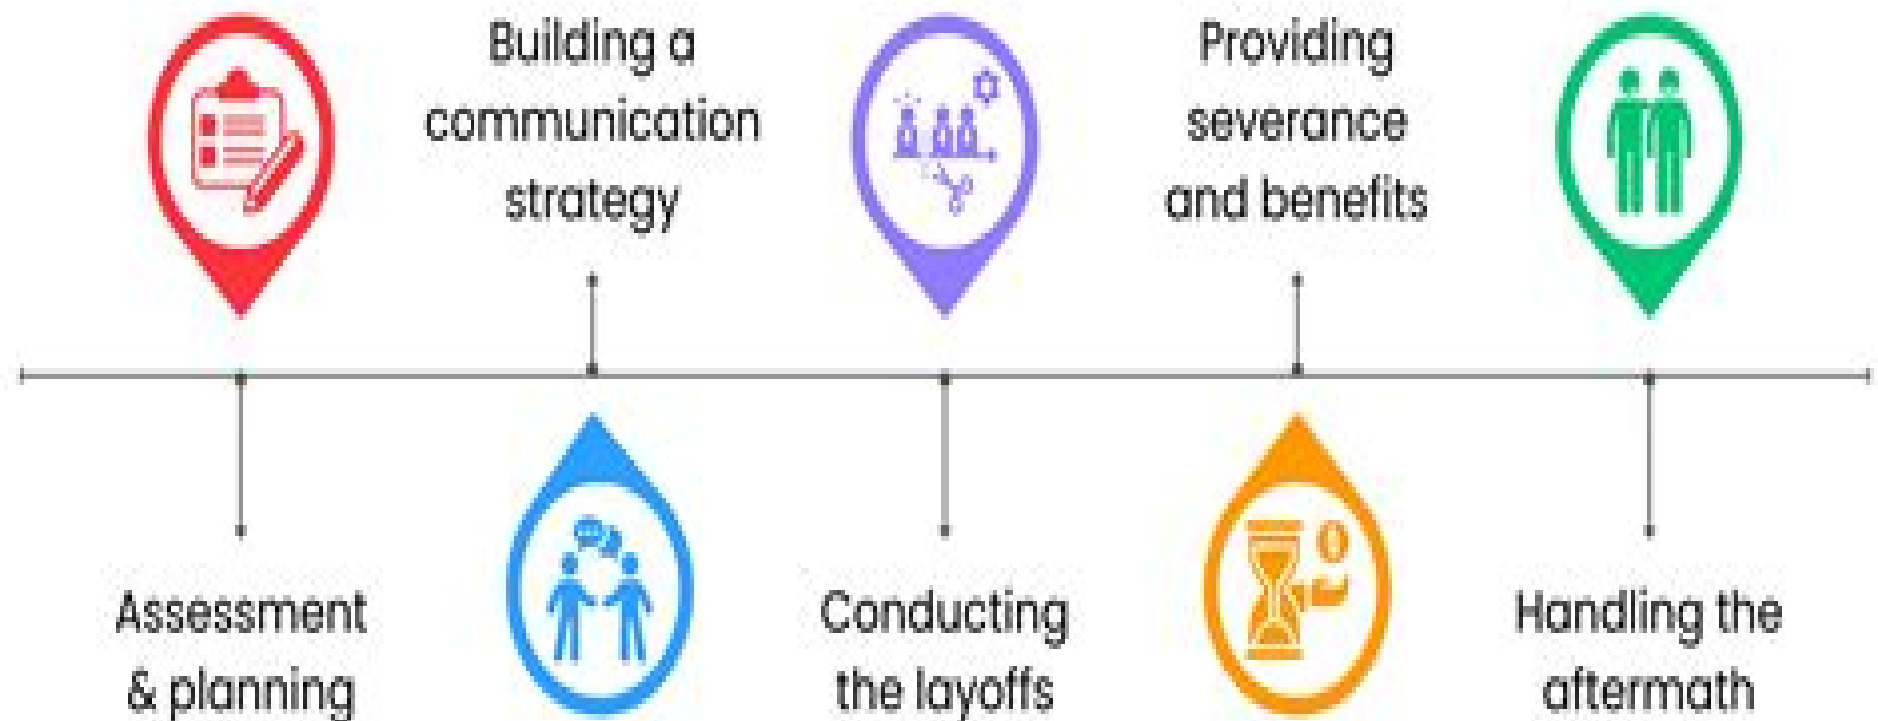 Assessment
& planning
Building a
communication
strategy
Conducting
the layoffs
Providing
severance
and benefits
Handling the
aftermath